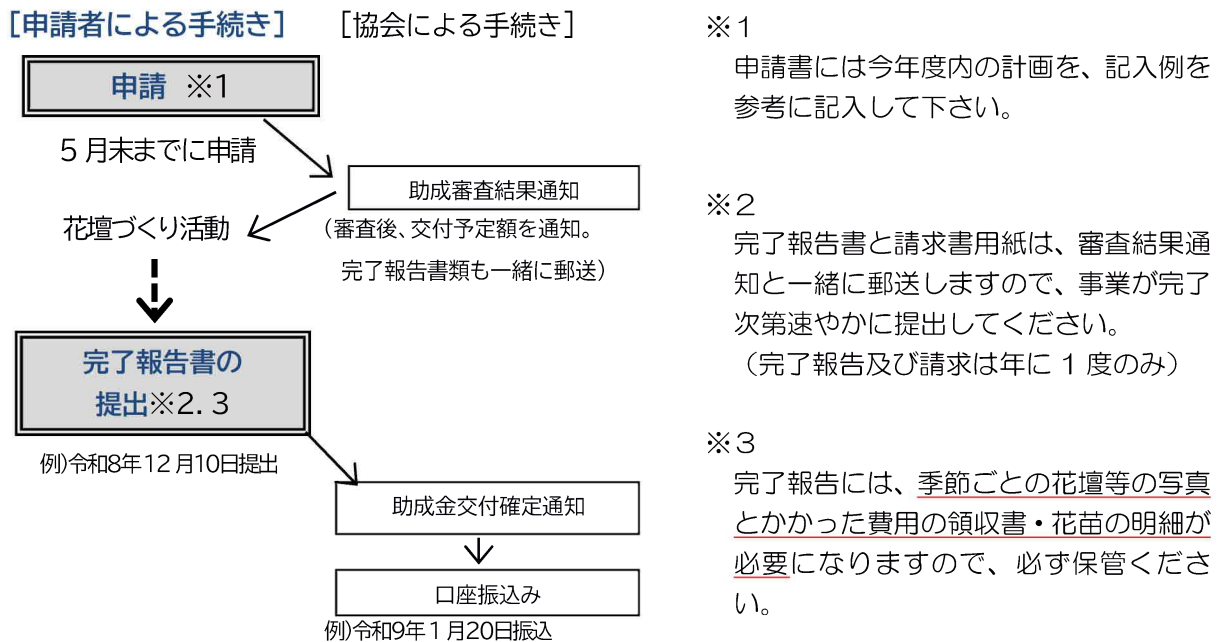 [申請者による手続き] [協会による手続き]
申請 ※1
5月末までに申請
助成審査結果通知
(審査後、交付予定額を通知。
完了報告書類も一緒に郵送)
花壇づくり活動
完了報告書の
提出※2.3
例)令和8年12月10日提出
助成金交付確定通知
口座振込み
例)令和9年1月20日振込
※1
申請書には今年度内の計画を、記入例を
参考に記入して下さい。
※2
完了報告書と請求書用紙は、審査結果通
知と一緒に郵送しますので、事業が完了
次第速やかに提出してください。
(完了報告及び請求は年に1度のみ)
※3
完了報告には、季節ごとの花壇等の写真
とかかった費用の領収書・花苗の明細が
必要になりますので、必ず保管くださ
い。